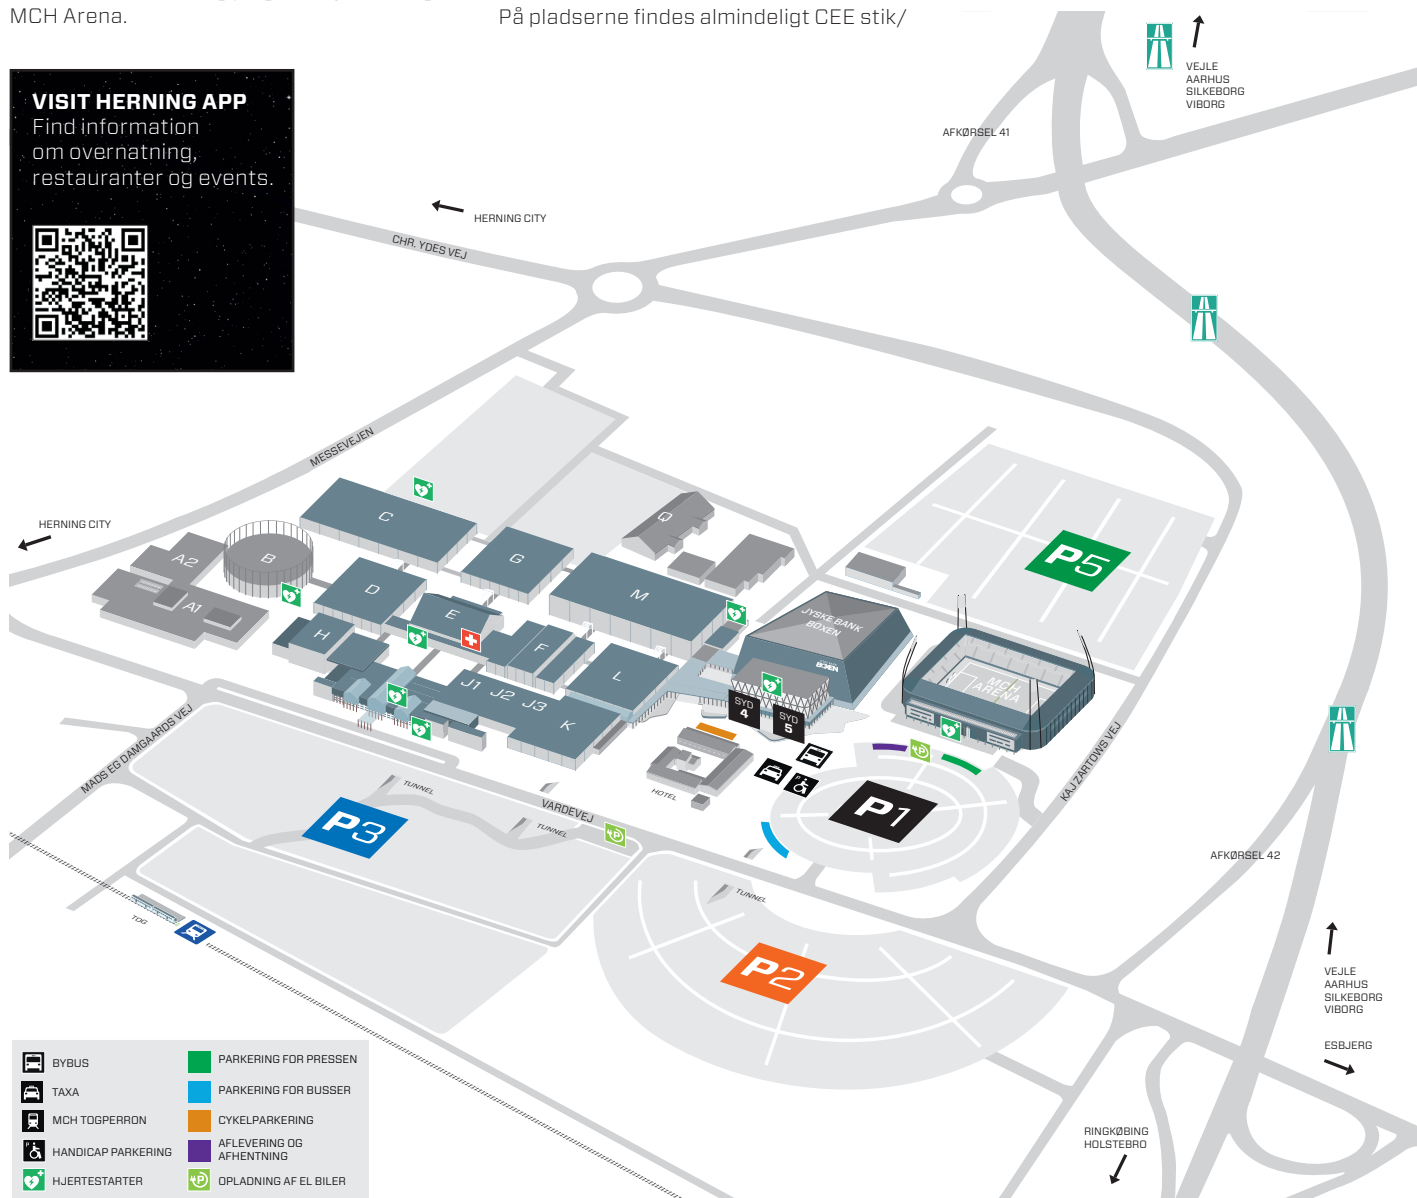 MCH Arena.
På pladserne findes almindeligt CEE stik/
VISIT HERNING APP
Find information
om overnatning,
restauranter og events.
VEJLE
AARHUS
SILKEBORG
VIBORG
AFKØRSEL 41
HERNING CITY
CHR. YDES VEJ
MESSEVEJEN
HERNING CITY
C
Q
G
P5
A2
B
D
M
A1
E
JYSKE BANK
BOXEN
H
F
BOXEN
L
J1 J2 J3
K
MCH
ARENA
SYD
4
SYD
5
MADS EG DAMGAARDS VEJ
KAJ ZARTOWS VEJ
HOTEL
TUNNEL
VARDEVEJ
P1
P3
TUNNEL
AFKØRSEL 42
TUNNEL
TOG
P2
VEJLE
AARHUS
SILKEBORG
VIBORG
ESBJERG
RINGKØBING
HOLSTEBRO
BYBUS
TAXA
MCH TOGPERRON
HANDICAP PARKERING
HJERTESTARTER
PARKERING FOR PRESSEN
PARKERING FOR BUSSER
CYKELPARKERING
AFLEVERING OG
AFHENTNING
OPLADNING AF EL BILER